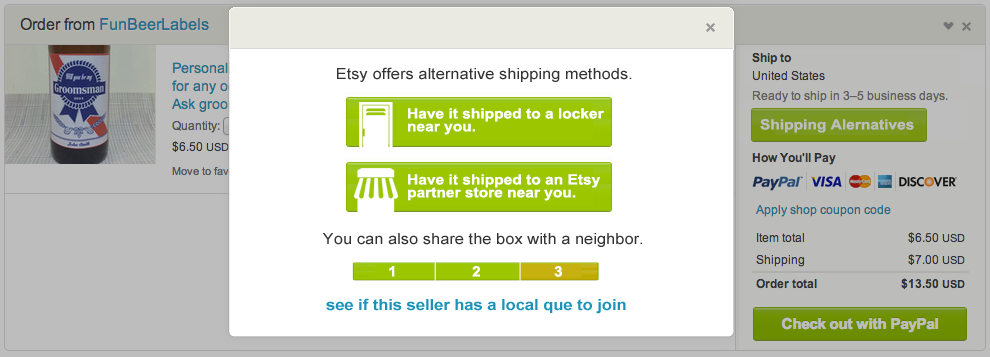 Order from FunBeerLabels
Will you be my
Groomsman
John Smith
Personal
for any o
Ask groo
Quantity:
$6.50 USD
Move to fav
Etsy offers alternative shipping methods.
Have it shipped to a locker
near you.
Have it shipped to an Etsy
partner store near you.
You can also share the box with a neighbor.
1 2 3
see if this seller has a local que to join
Ship to
United States
Ready to ship in 3–5 business days.
Shipping Alernatives
How You'll Pay
PayPal VISA MasterCard DISCOVER
Apply shop coupon code
Item total $6.50 USD
Shipping $7.00 USD
Order total $13.50 USD
Check out with PayPal